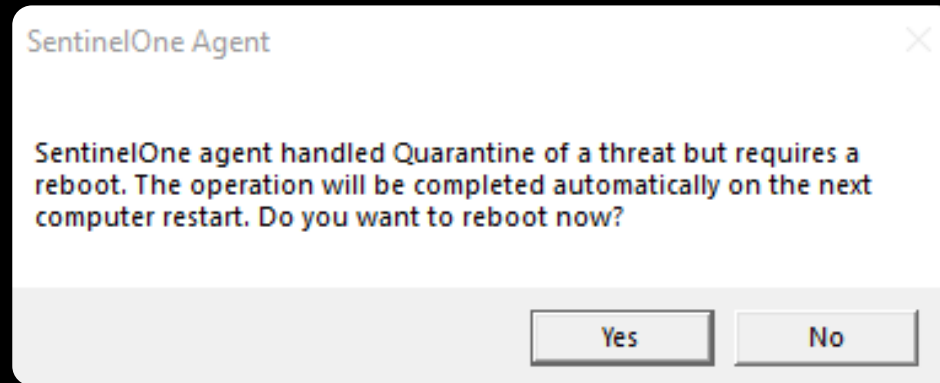 SentinelOne Agent
SentinelOne agent handled Quarantine of a threat but requires a
reboot. The operation will be completed automatically on the next
computer restart. Do you want to reboot now?
Yes
No